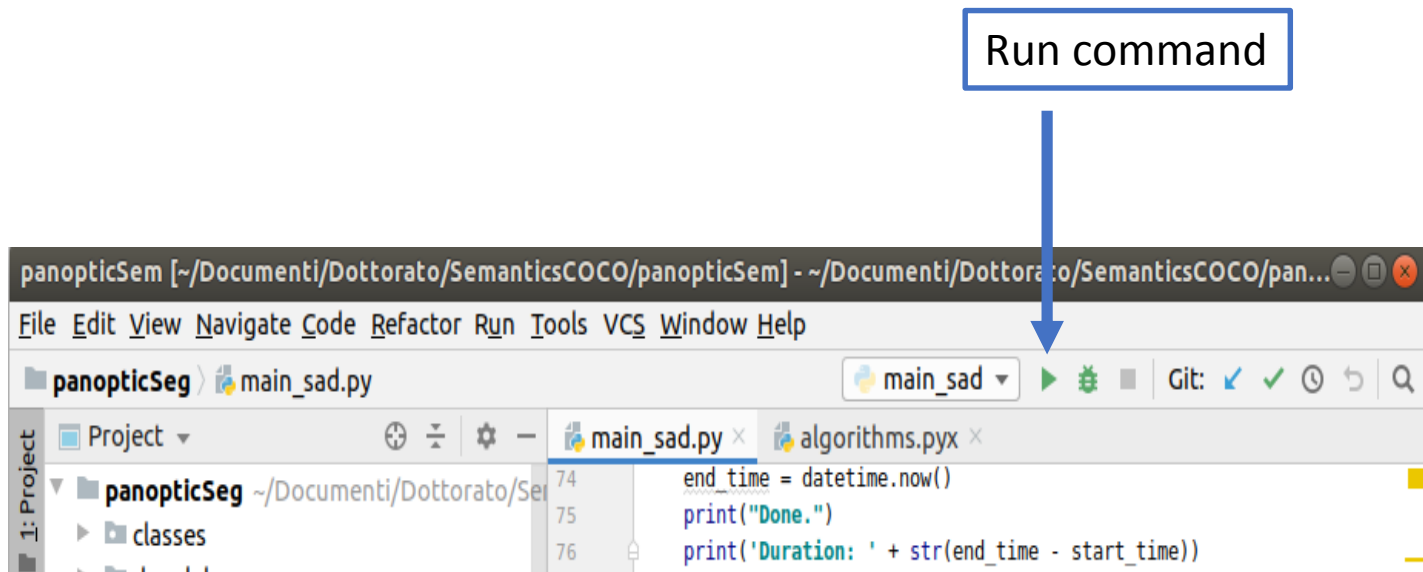 Run command
panopticSem [~/Documenti/Dottorato/SemanticsCOCO/panopticSem] - ~/Documenti/Dottorato/SemanticsCOCO/pan...
File Edit View Navigate Code Refactor Run Tools VCS Window Help
panopticSeg main_sad.py main_sad Git:
1: Project
Project main_sad.py algorithms.pyx
panopticSeg ~/Documenti/Dottorato/Ser
classes
74 end_time = datetime.now()
75 print("Done.")
76 print('Duration: ' + str(end_time - start_time))